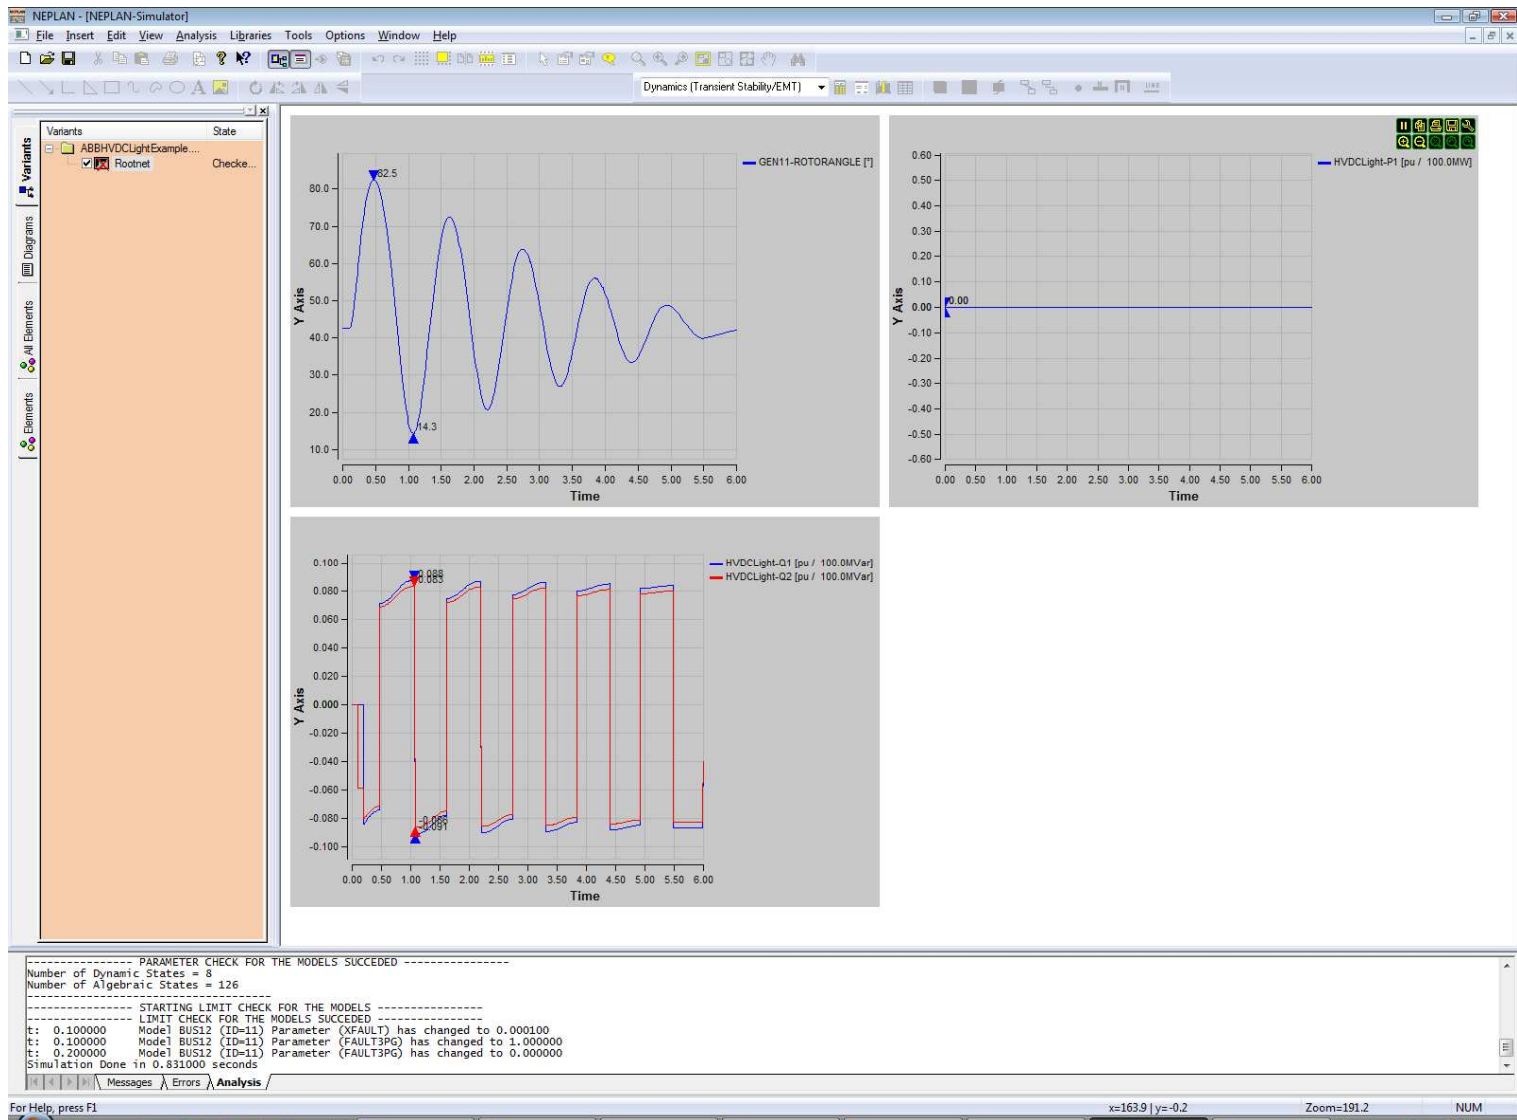 NEPLAN - [NEPLAN-Simulator]
File Insert Edit View Analysis Libraries Tools Options Window Help
Dynamics (Transient Stability/EMT)
Variants State
ABBHVDCLightExample....
Rootnet Checke...
Variants
Diagrams
All Elements
Elements
GEN11-ROTORANGLE [°]
82.5
80.0
70.0
60.0
50.0
40.0
30.0
20.0
10.0
14.3
Y Axis
0.00 0.50 1.00 1.50 2.00 2.50 3.00 3.50 4.00 4.50 5.00 5.50 6.00
Time
HVDCLight-P1 [pu / 100.0MW]
0.60
0.50
0.40
0.30
0.20
0.10
0.00
-0.10
-0.20
-0.30
-0.40
-0.50
-0.60
0.00
Y Axis
0.00 0.50 1.00 1.50 2.00 2.50 3.00 3.50 4.00 4.50 5.00 5.50 6.00
Time
HVDCLight-Q1 [pu / 100.0MVar]
HVDCLight-Q2 [pu / 100.0MVar]
0.100
0.080
0.060
0.040
0.020
0.000
-0.020
-0.040
-0.060
-0.080
-0.100
0.088
0.083
-0.086
-0.091
Y Axis
0.00 0.50 1.00 1.50 2.00 2.50 3.00 3.50 4.00 4.50 5.00 5.50 6.00
Time
---------------- PARAMETER CHECK FOR THE MODELS SUCCEDED ----------------
Number of Dynamic States = 8
Number of Algebraic States = 126
-------------------------------------
---------------- STARTING LIMIT CHECK FOR THE MODELS ----------------
---------------- LIMIT CHECK FOR THE MODELS SUCCEDED ----------------
t: 0.100000 Model BUS12 (ID=11) Parameter (XFAULT) has changed to 0.000100
t: 0.100000 Model BUS12 (ID=11) Parameter (FAULT3PG) has changed to 1.000000
t: 0.200000 Model BUS12 (ID=11) Parameter (FAULT3PG) has changed to 0.000000
Simulation Done in 0.831000 seconds
Messages Errors Analysis
For Help, press F1 x=163.9 | y=-0.2 Zoom=191.2 NUM